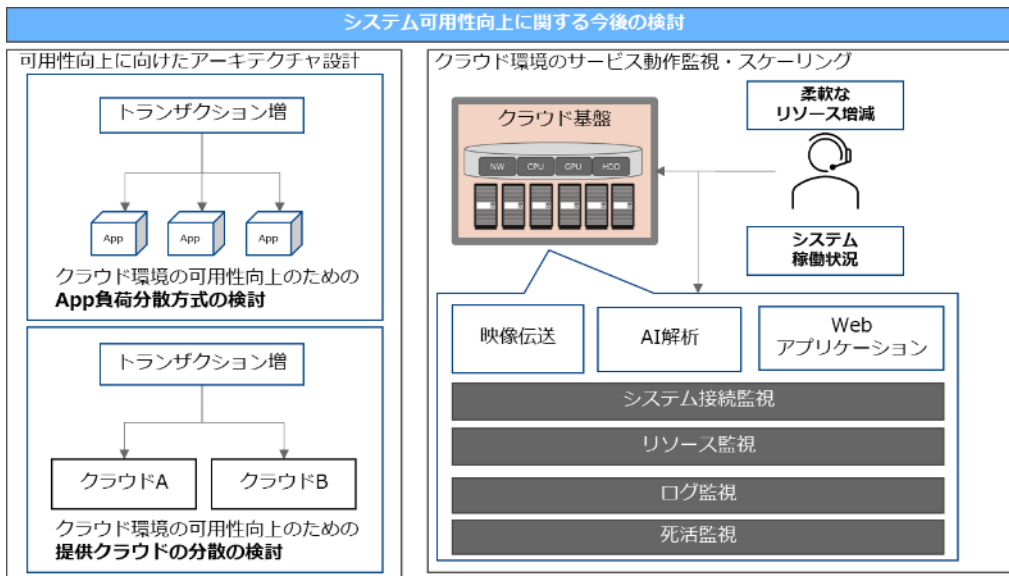 システム可用性向上に関する今後の検討
可用性向上に向けたアーキテクチャ設計
トランザクション増
App
App
App
クラウド環境の可用性向上のための
App負荷分散方式の検討
トランザクション増
クラウドA
クラウドB
クラウド環境の可用性向上のための
提供クラウドの分散の検討
クラウド環境のサービス動作監視・スケーリング
クラウド基盤
NW
CPU
GPU
HDD
柔軟な
リソース増減
システム
稼働状況
映像伝送
AI解析
Web
アプリケーション
システム接続監視
リソース監視
ログ監視
死活監視